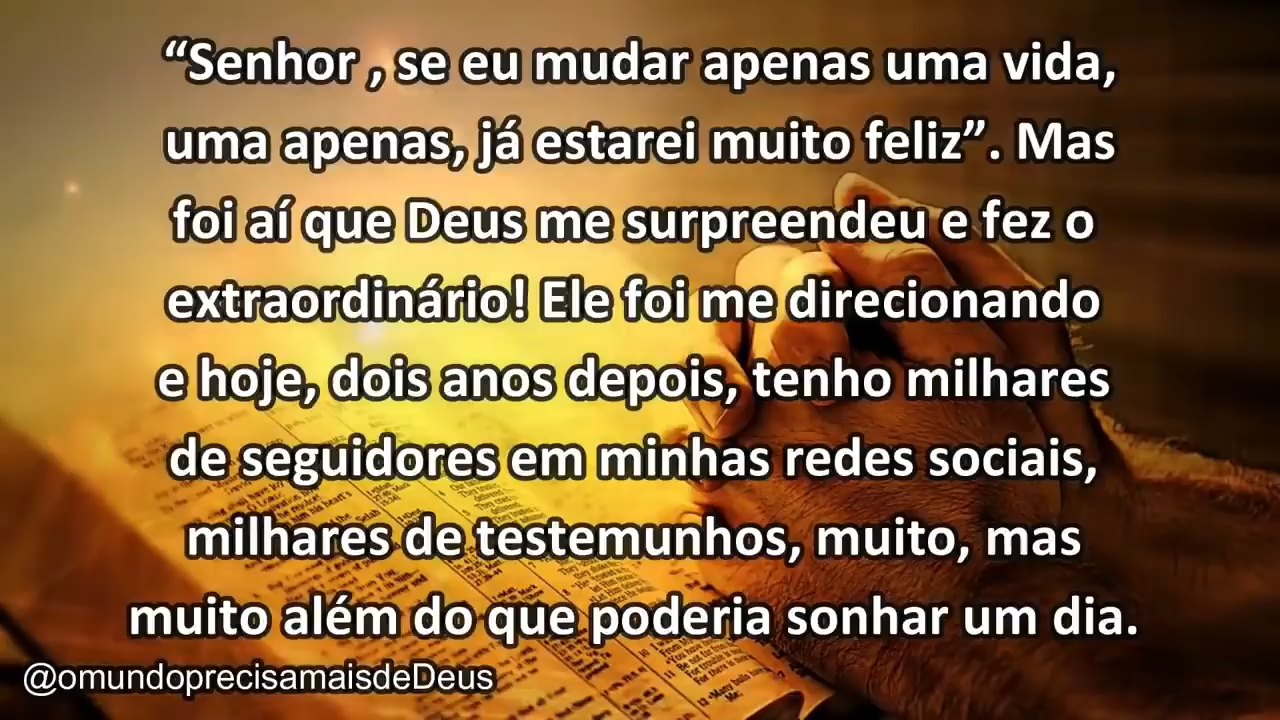 “Senhor , se eu mudar apenas uma vida,
uma apenas, já estarei muito feliz”. Mas
foi aí que Deus me surpreendeu e fez o
extraordinário! Ele foi me direcionando
e hoje, dois anos depois, tenho milhares
de seguidores em minhas redes sociais,
milhares de testemunhos, muito, mas
muito além do que poderia sonhar um dia.
@omundoprecisamaisdeDeus